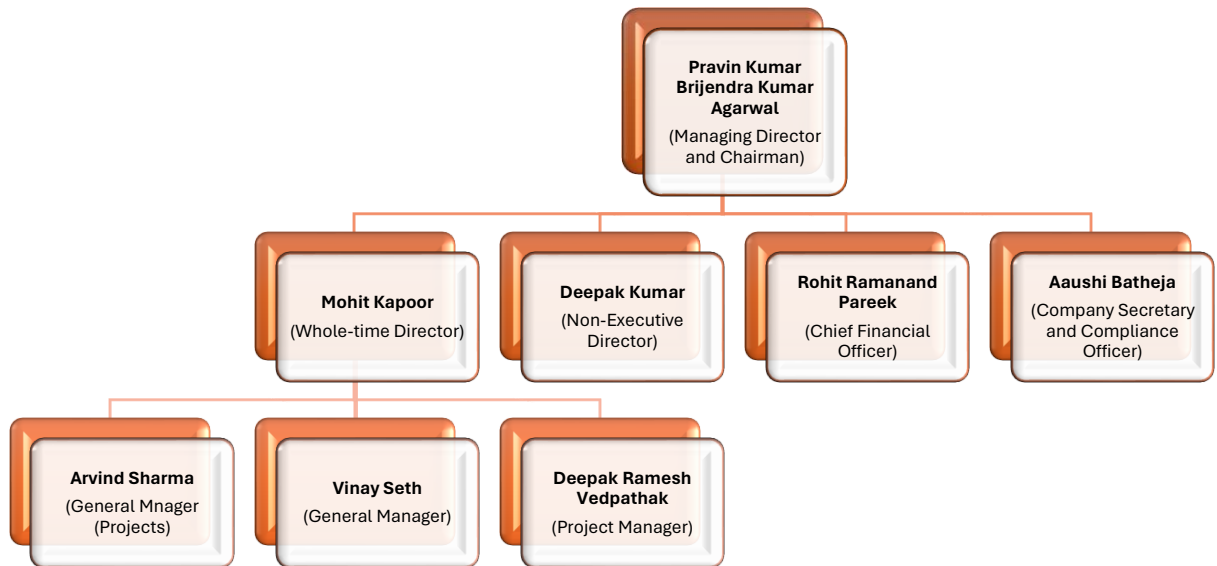 Pravin Kumar
Brijendra Kumar
Agarwal
(Managing Director
and Chairman)
Mohit Kapoor
(Whole-time Director)
Deepak Kumar
(Non-Executive
Director)
Rohit Ramanand
Pareek
(Chief Financial
Officer)
Aaushi Batheja
(Company Secretary
and Compliance
Officer)
Arvind Sharma
(General Mnager
(Projects)
Vinay Seth
(General Manager)
Deepak Ramesh
Vedpathak
(Project Manager)